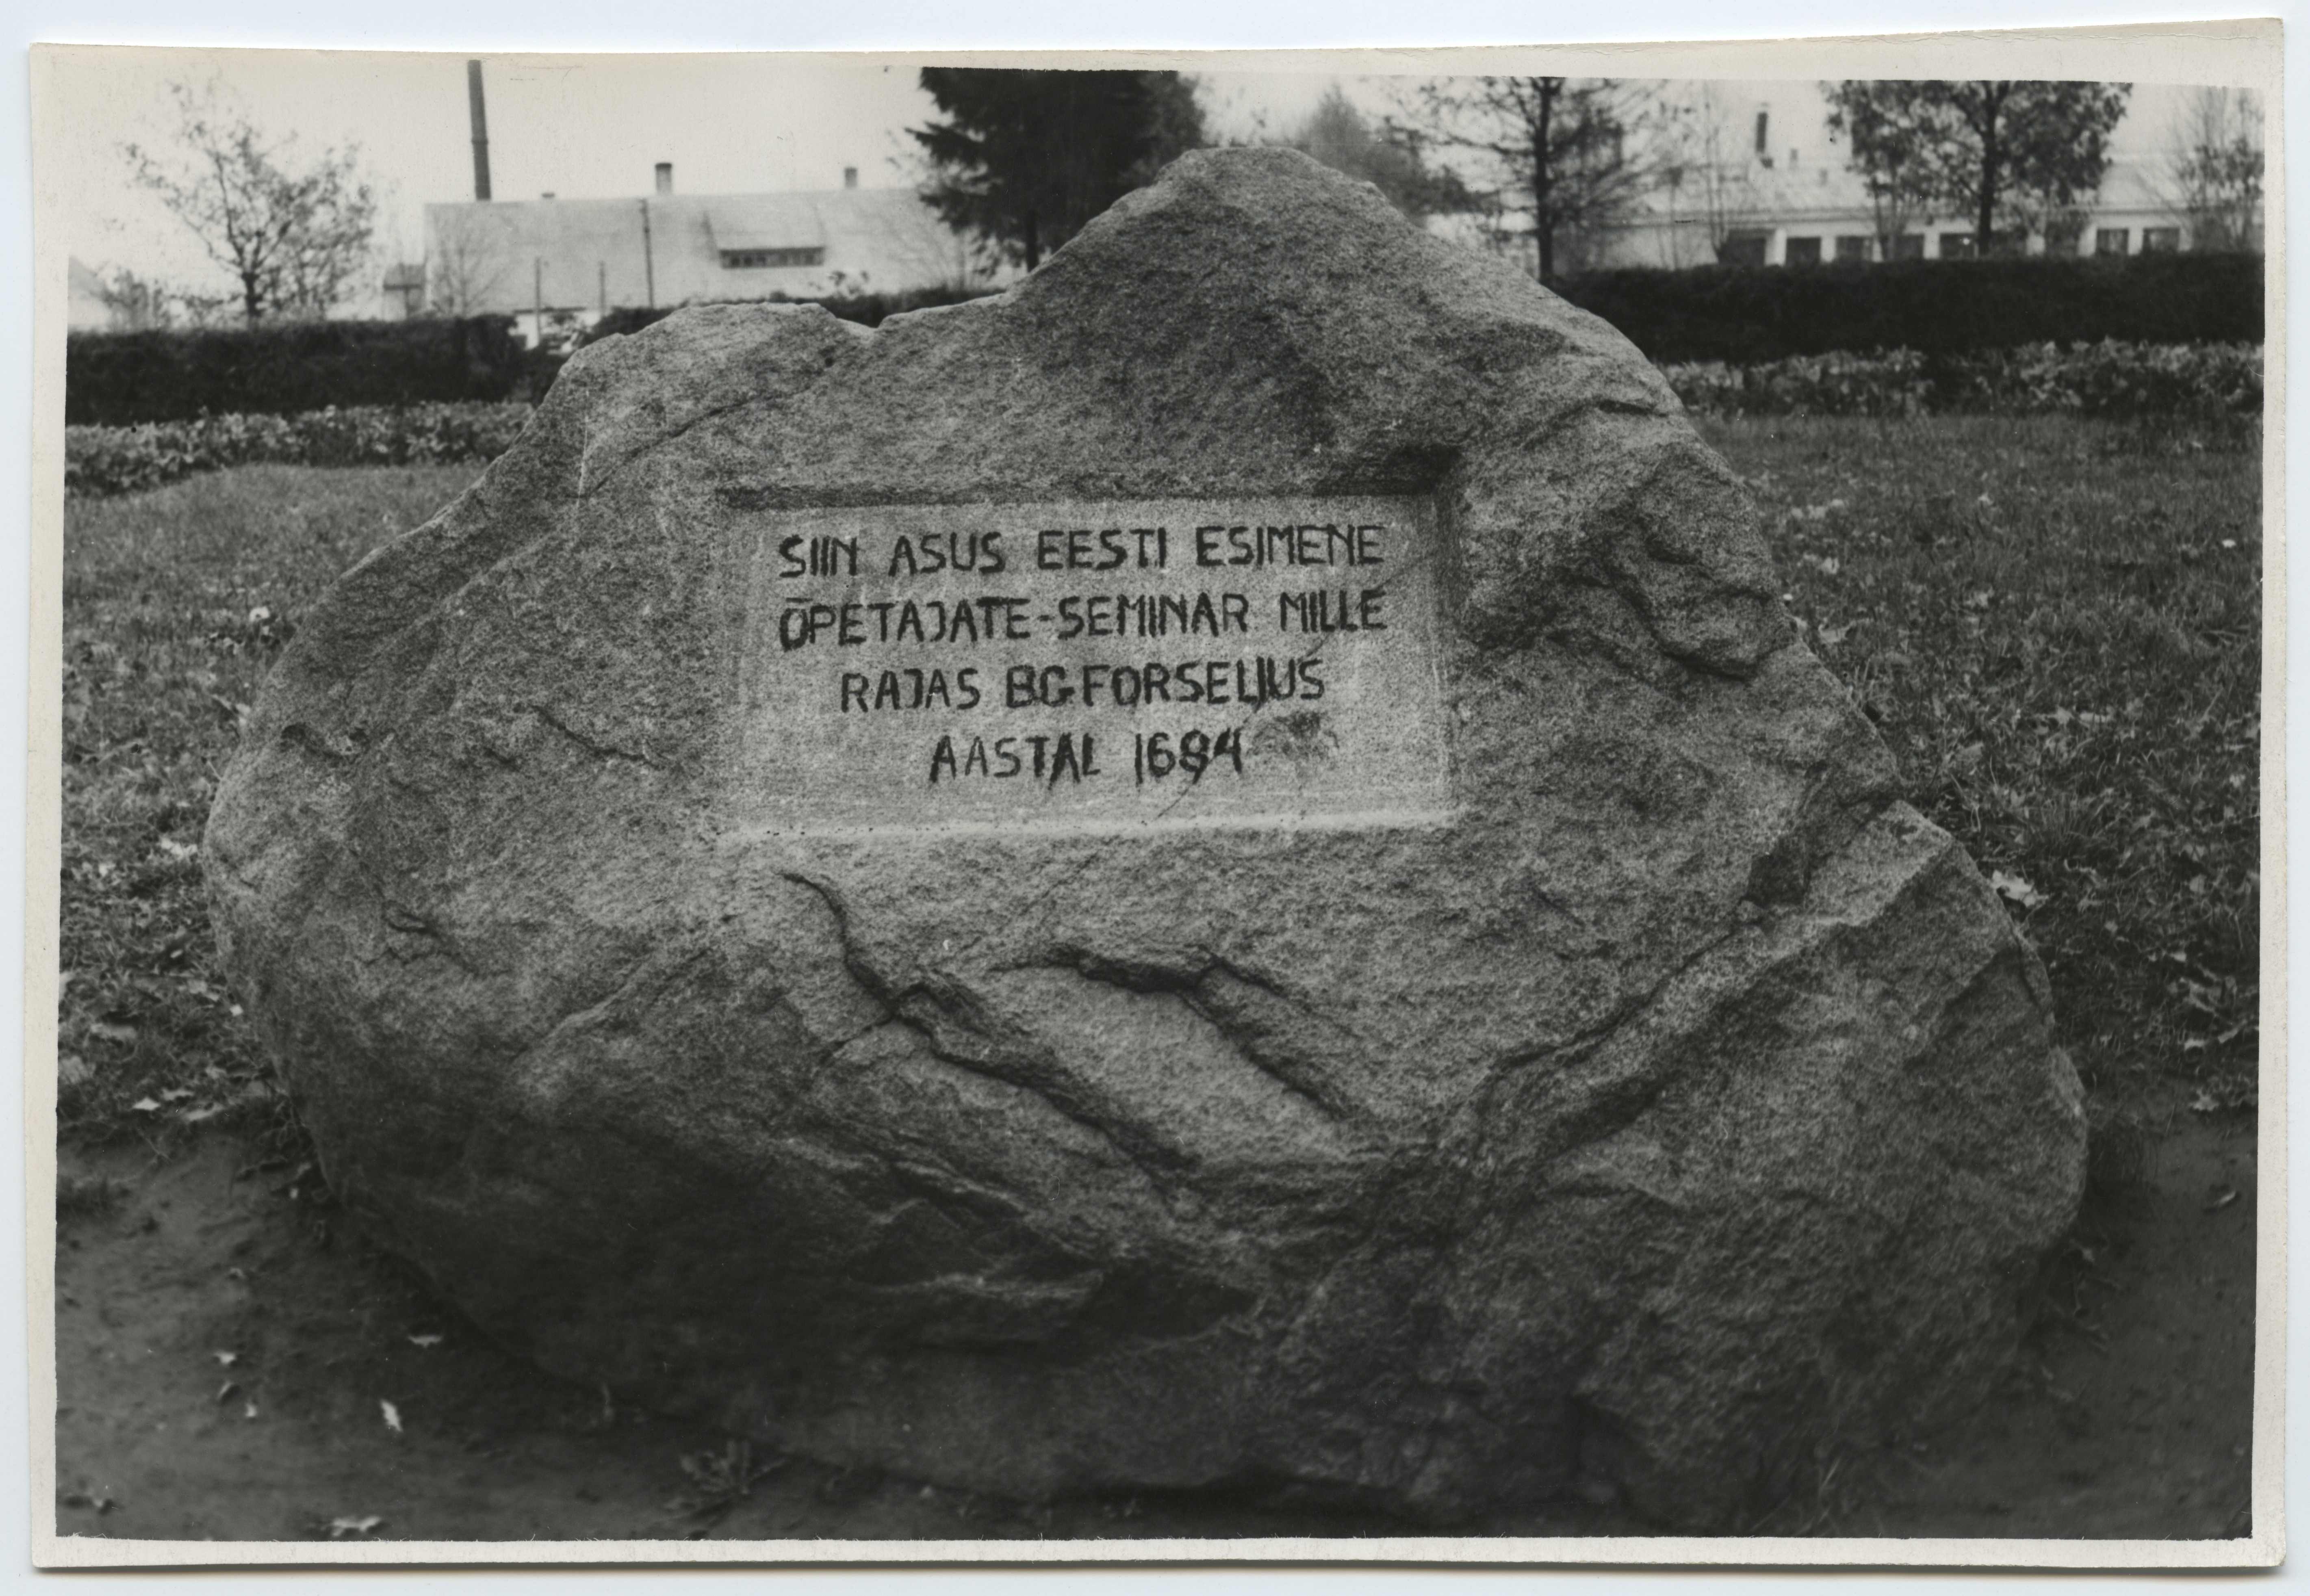 SIIN ASUS EESTI ESIMENE
ÕPETAJATE-SEMINAR MILLE
RAJAS B.G.FORSELIUS
AASTAL 1684